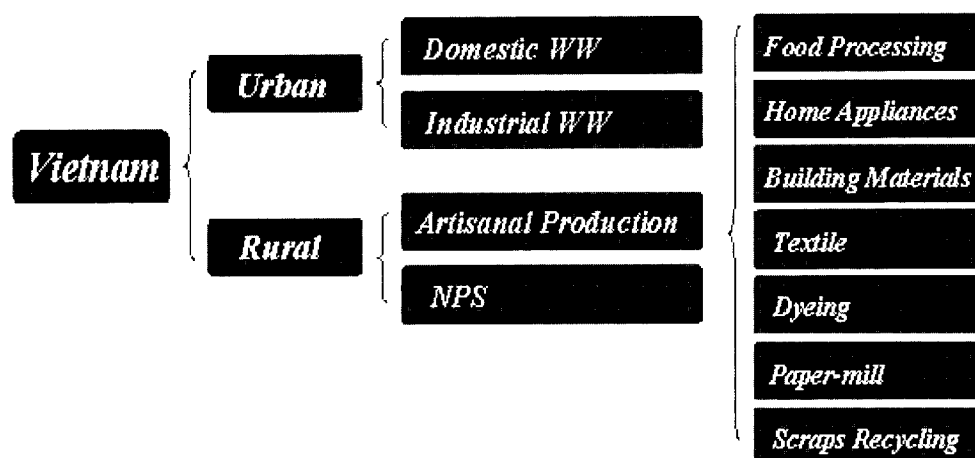 Vietnam
Urban
Domestic WW
Industrial WW
Rural
Artisanal Production
NPS
Food Processing
Home Appliances
Building Materials
Textile
Dyeing
Paper-mill
Scraps Recycling